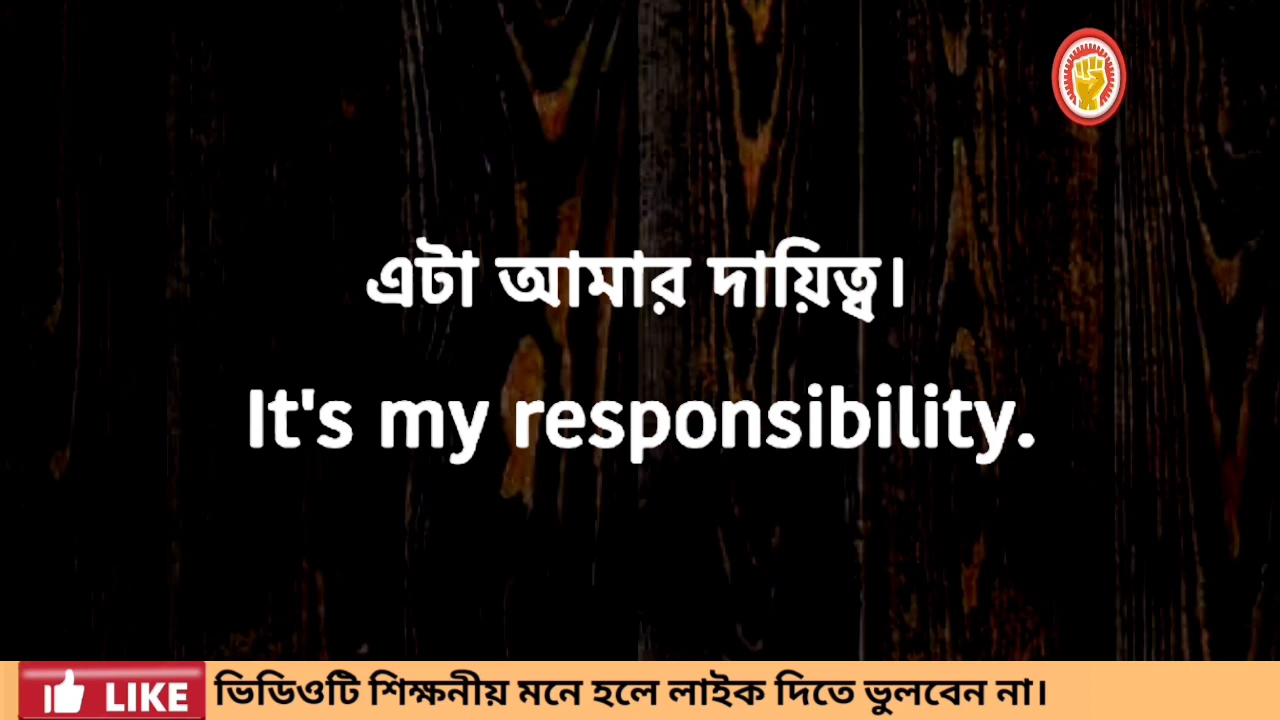 এটা আমার দায়িত্ব।
It's my responsibility.
LIKE ভিডিওটি শিক্ষনীয় মনে হলে লাইক দিতে ভুলবেন না।